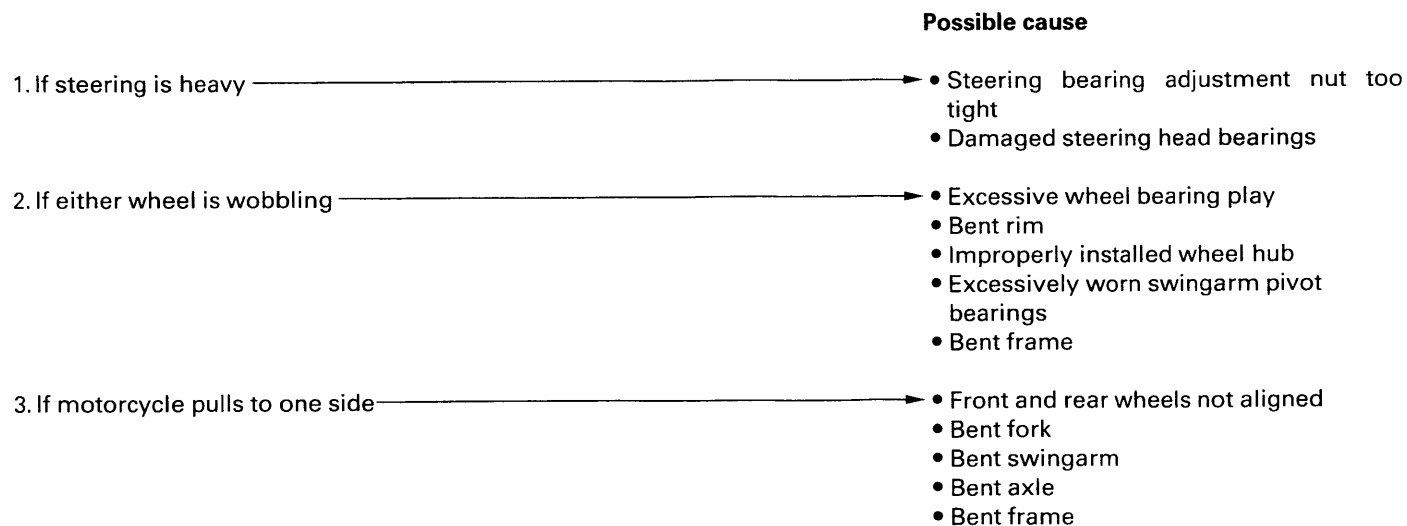 Possible cause
1. If steering is heavy
• Steering bearing adjustment nut too
tight
• Damaged steering head bearings
2. If either wheel is wobbling
• Excessive wheel bearing play
• Bent rim
• Improperly installed wheel hub
• Excessively worn swingarm pivot
bearings
• Bent frame
3. If motorcycle pulls to one side
• Front and rear wheels not aligned
• Bent fork
• Bent swingarm
• Bent axle
• Bent frame